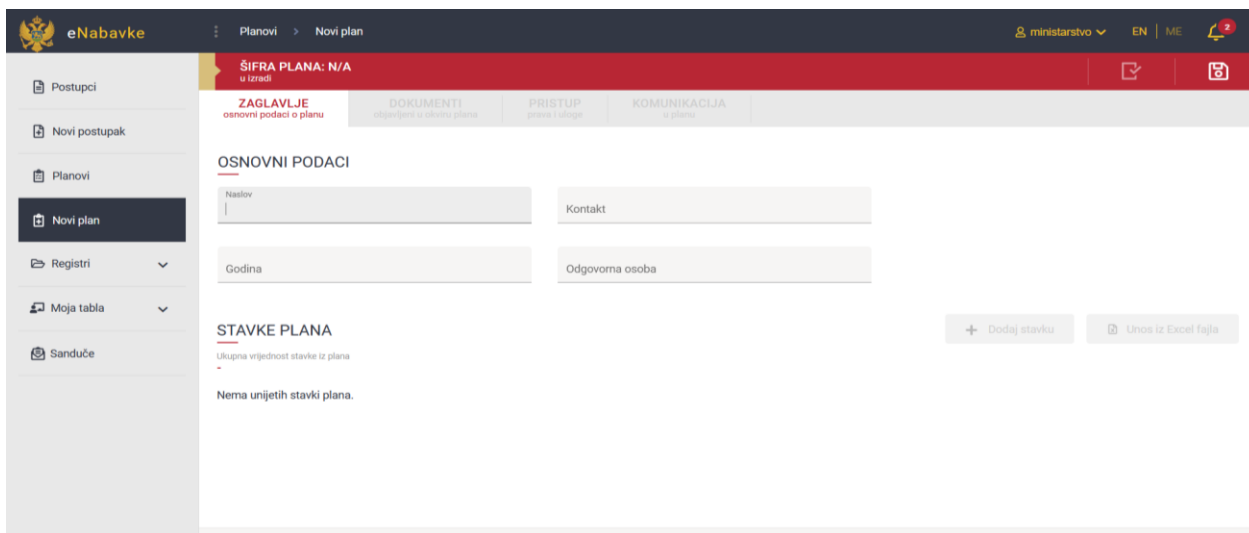 eNabavke
Planovi > Novi plan
ministarstvo
EN | ME
2
Postupci
Novi postupak
Planovi
Novi plan
Registri
Moja tabla
Sanduče
ŠIFRA PLANA: N/A
u izradi
ZAGLAVLJE
osnovni podaci o planu
DOKUMENTI
objavljeni u okviru plana
PRISTUP
prava i uloge
KOMUNIKACIJA
u planu
OSNOVNI PODACI
Naslov
Kontakt
Godina
Odgovorna osoba
STAVKE PLANA
+ Dodaj stavku
Unos iz Excel fajla
Ukupna vrijednost stavke iz plana
-
Nema unijetih stavki plana.